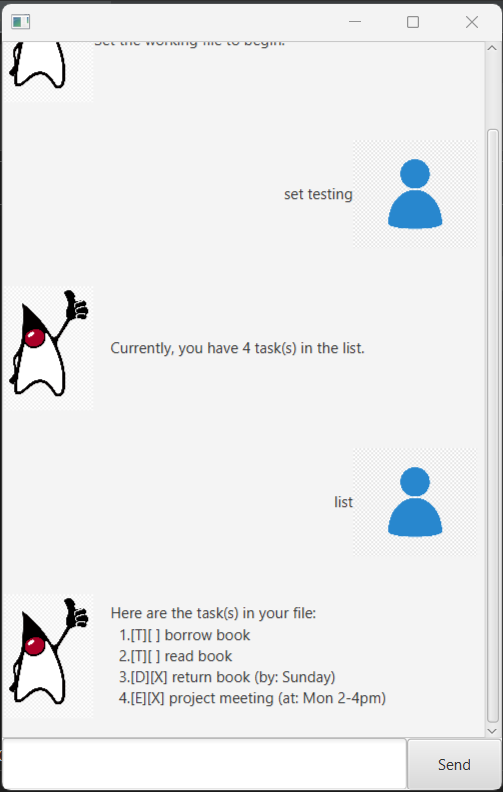 Set the working file to begin.
set testing
Currently, you have 4 task(s) in the list.
list
Here are the task(s) in your file:
1.[T][ ] borrow book
2.[T][ ] read book
3.[D][X] return book (by: Sunday)
4.[E][X] project meeting (at: Mon 2-4pm)
Send